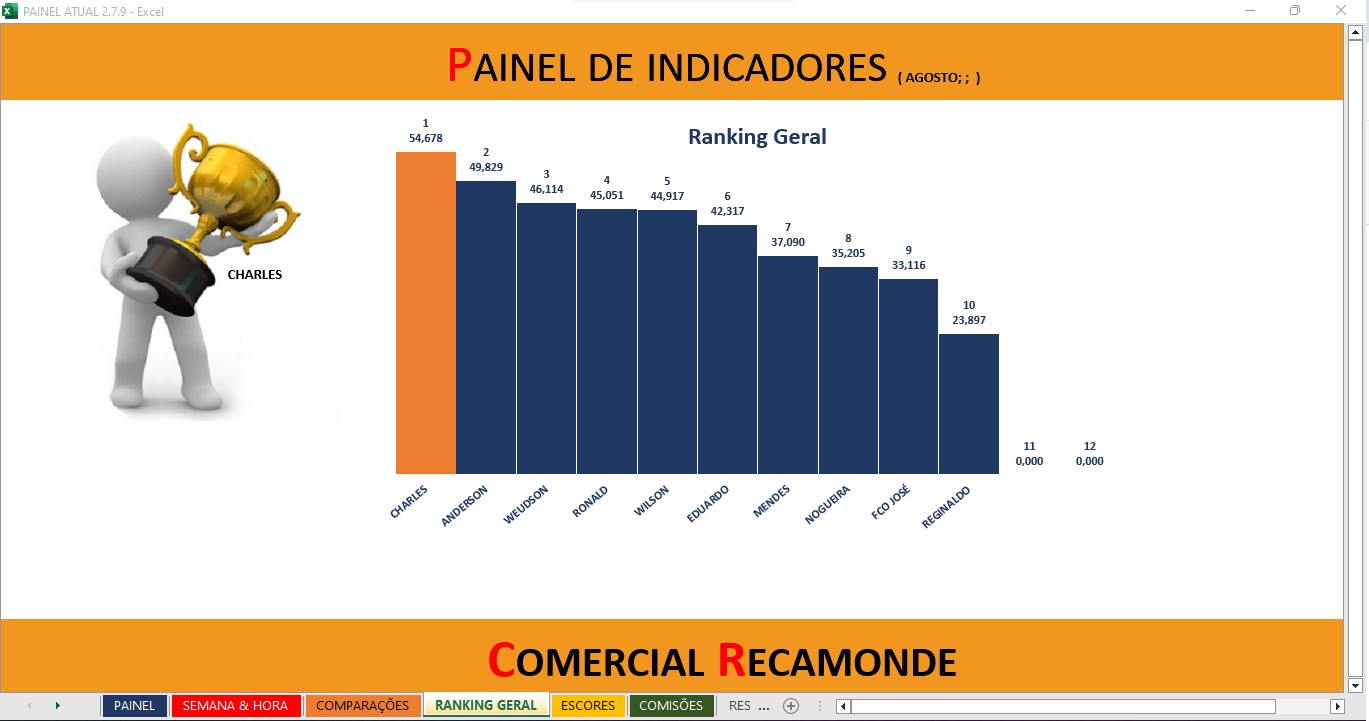 PAINEL ATUAL 2.7.9 - Excel
PAINEL DE INDICADORES ( AGOSTO; ;  )
Ranking Geral
1
54,678
2
49,829
3
46,114
4
45,051
5
44,917
6
42,317
7
37,090
8
35,205
9
33,116
10
23,897
11
0,000
12
0,000
CHARLES
CHARLES
ANDERSON
WEUDSON
RONALD
WILSON
EDUARDO
MENDES
NOGUEIRA
FCO JOSÉ
REGINALDO
COMERCIAL RECAMONDE
PAINEL SEMANA & HORA COMPARAÇÕES RANKING GERAL ESCORES COMISÕES RES ...